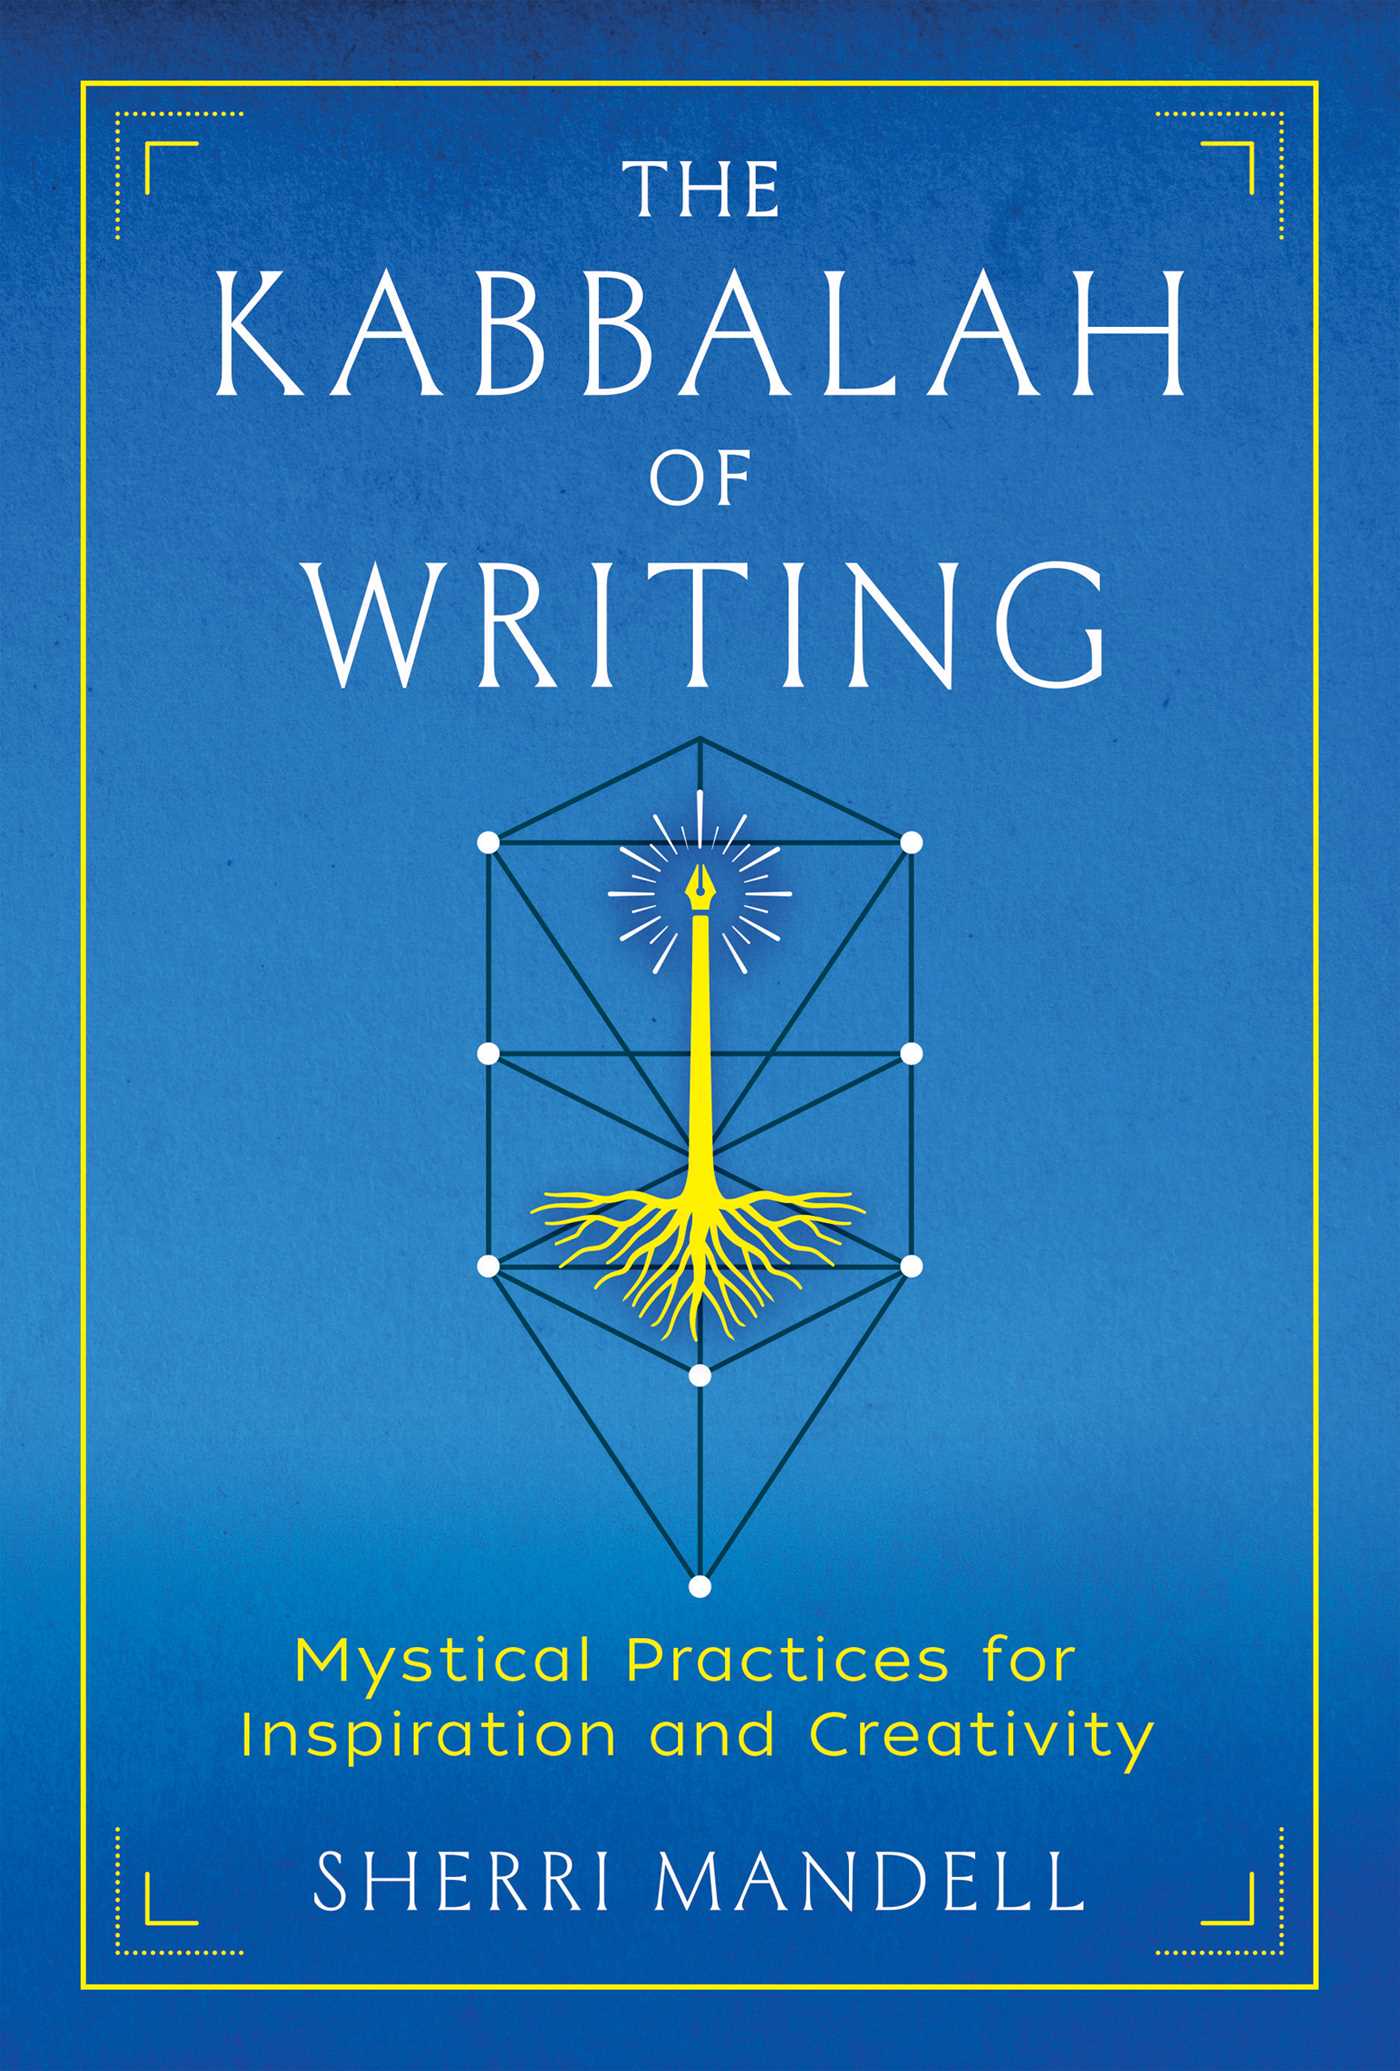 THE
KABBALAH
OF
WRITING
Mystical Practices for
Inspiration and Creativity
SHERRI MANDELL